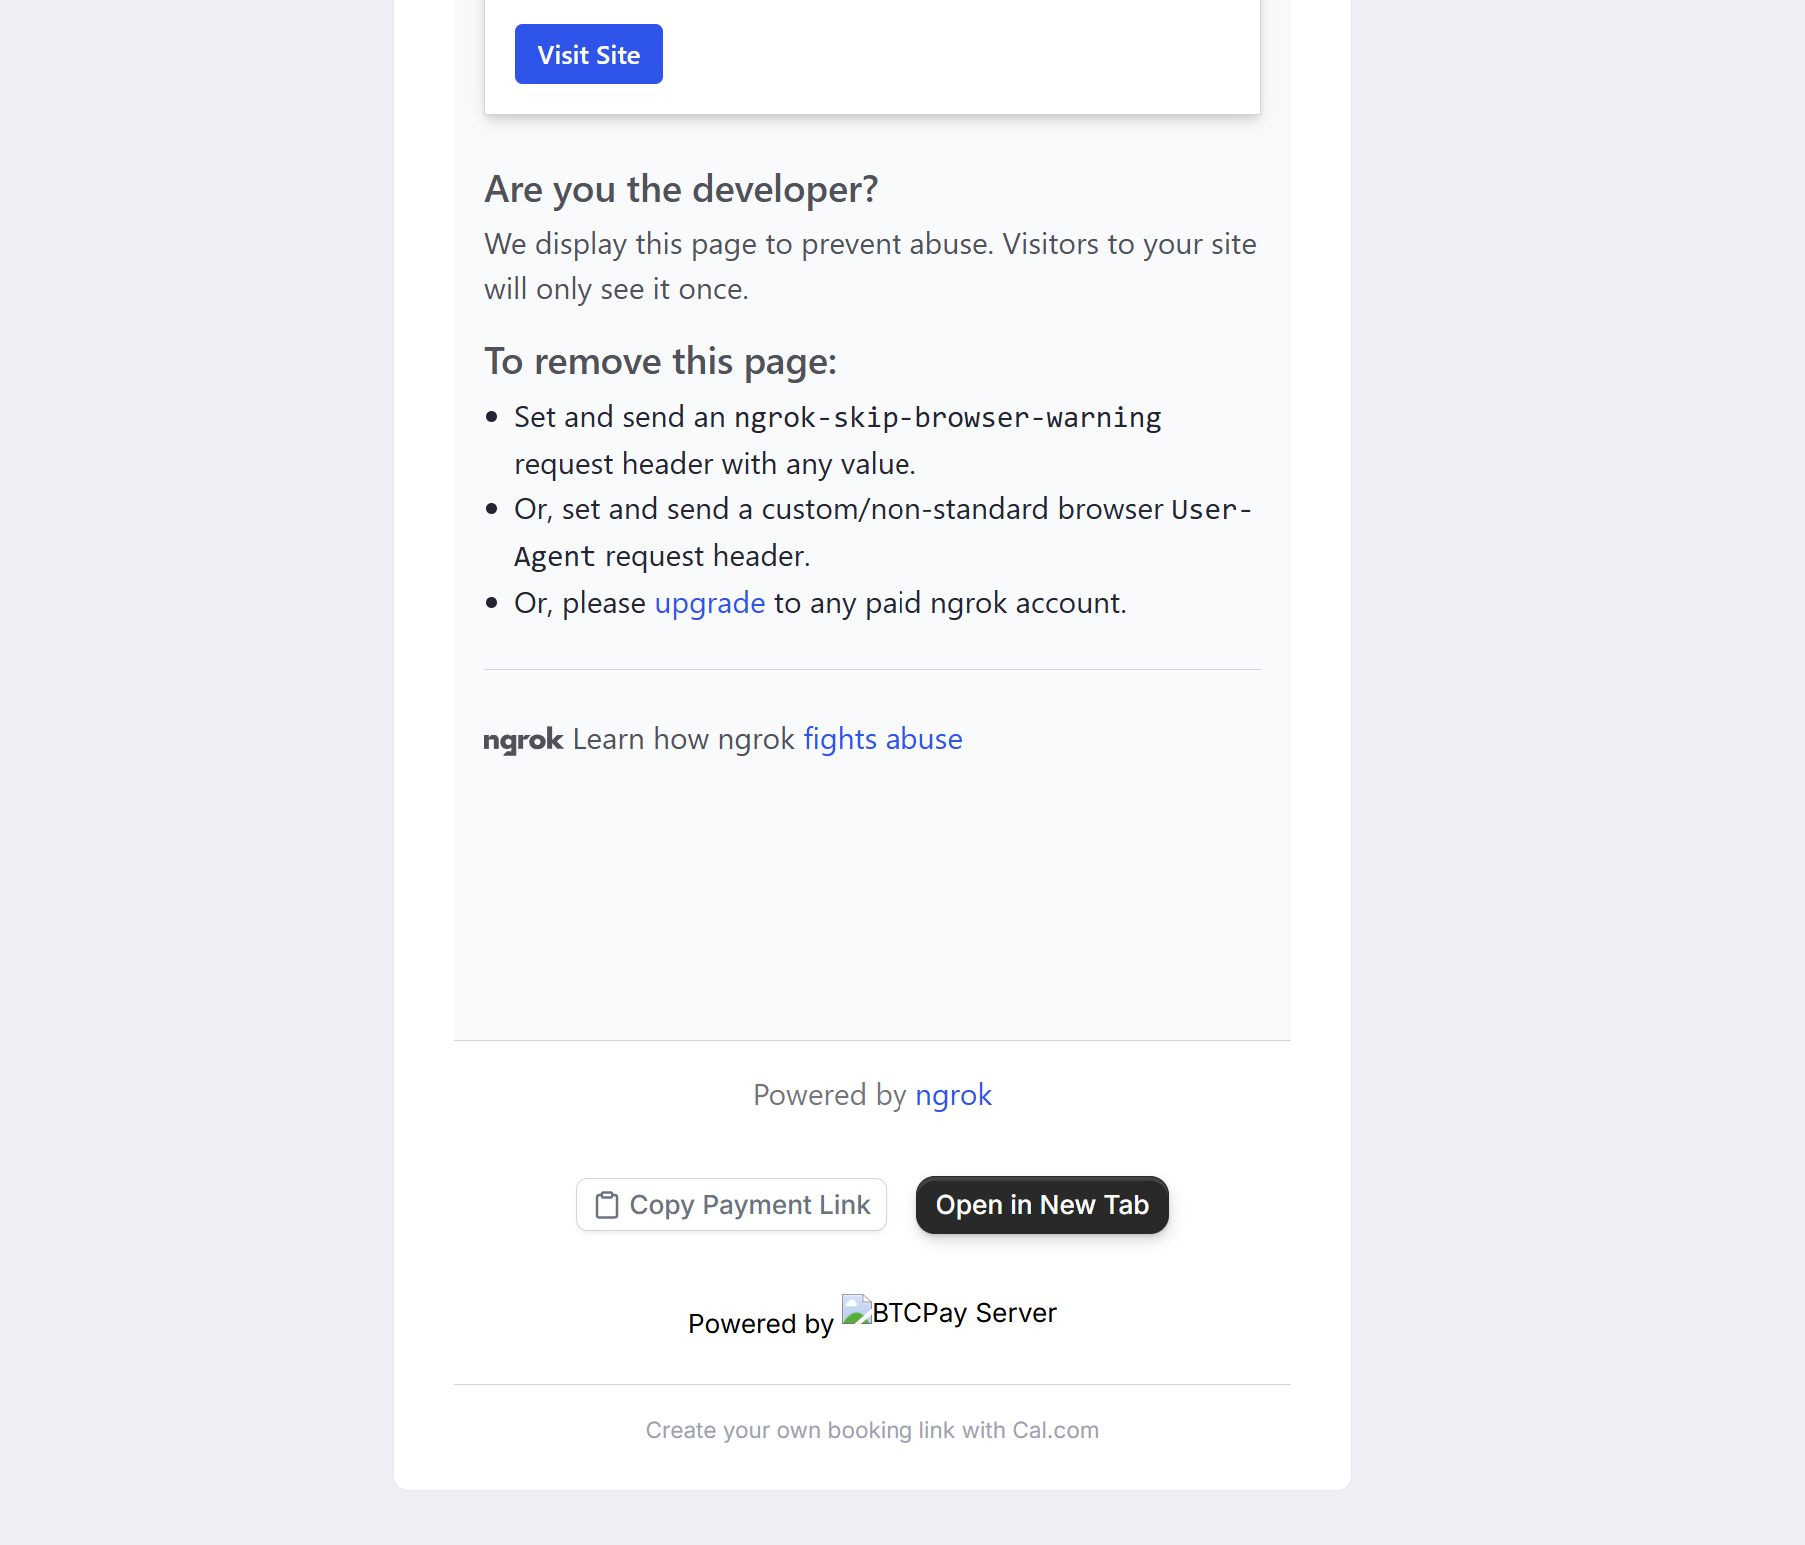 Visit Site
Are you the developer?
We display this page to prevent abuse. Visitors to your site
will only see it once.
To remove this page:
• Set and send an ngrok-skip-browser-warning
request header with any value.
• Or, set and send a custom/non-standard browser User-
Agent request header.
• Or, please upgrade to any paid ngrok account.
ngrok Learn how ngrok fights abuse
Powered by ngrok
Copy Payment Link
Open in New Tab
Powered by BTCPay Server
Create your own booking link with Cal.com